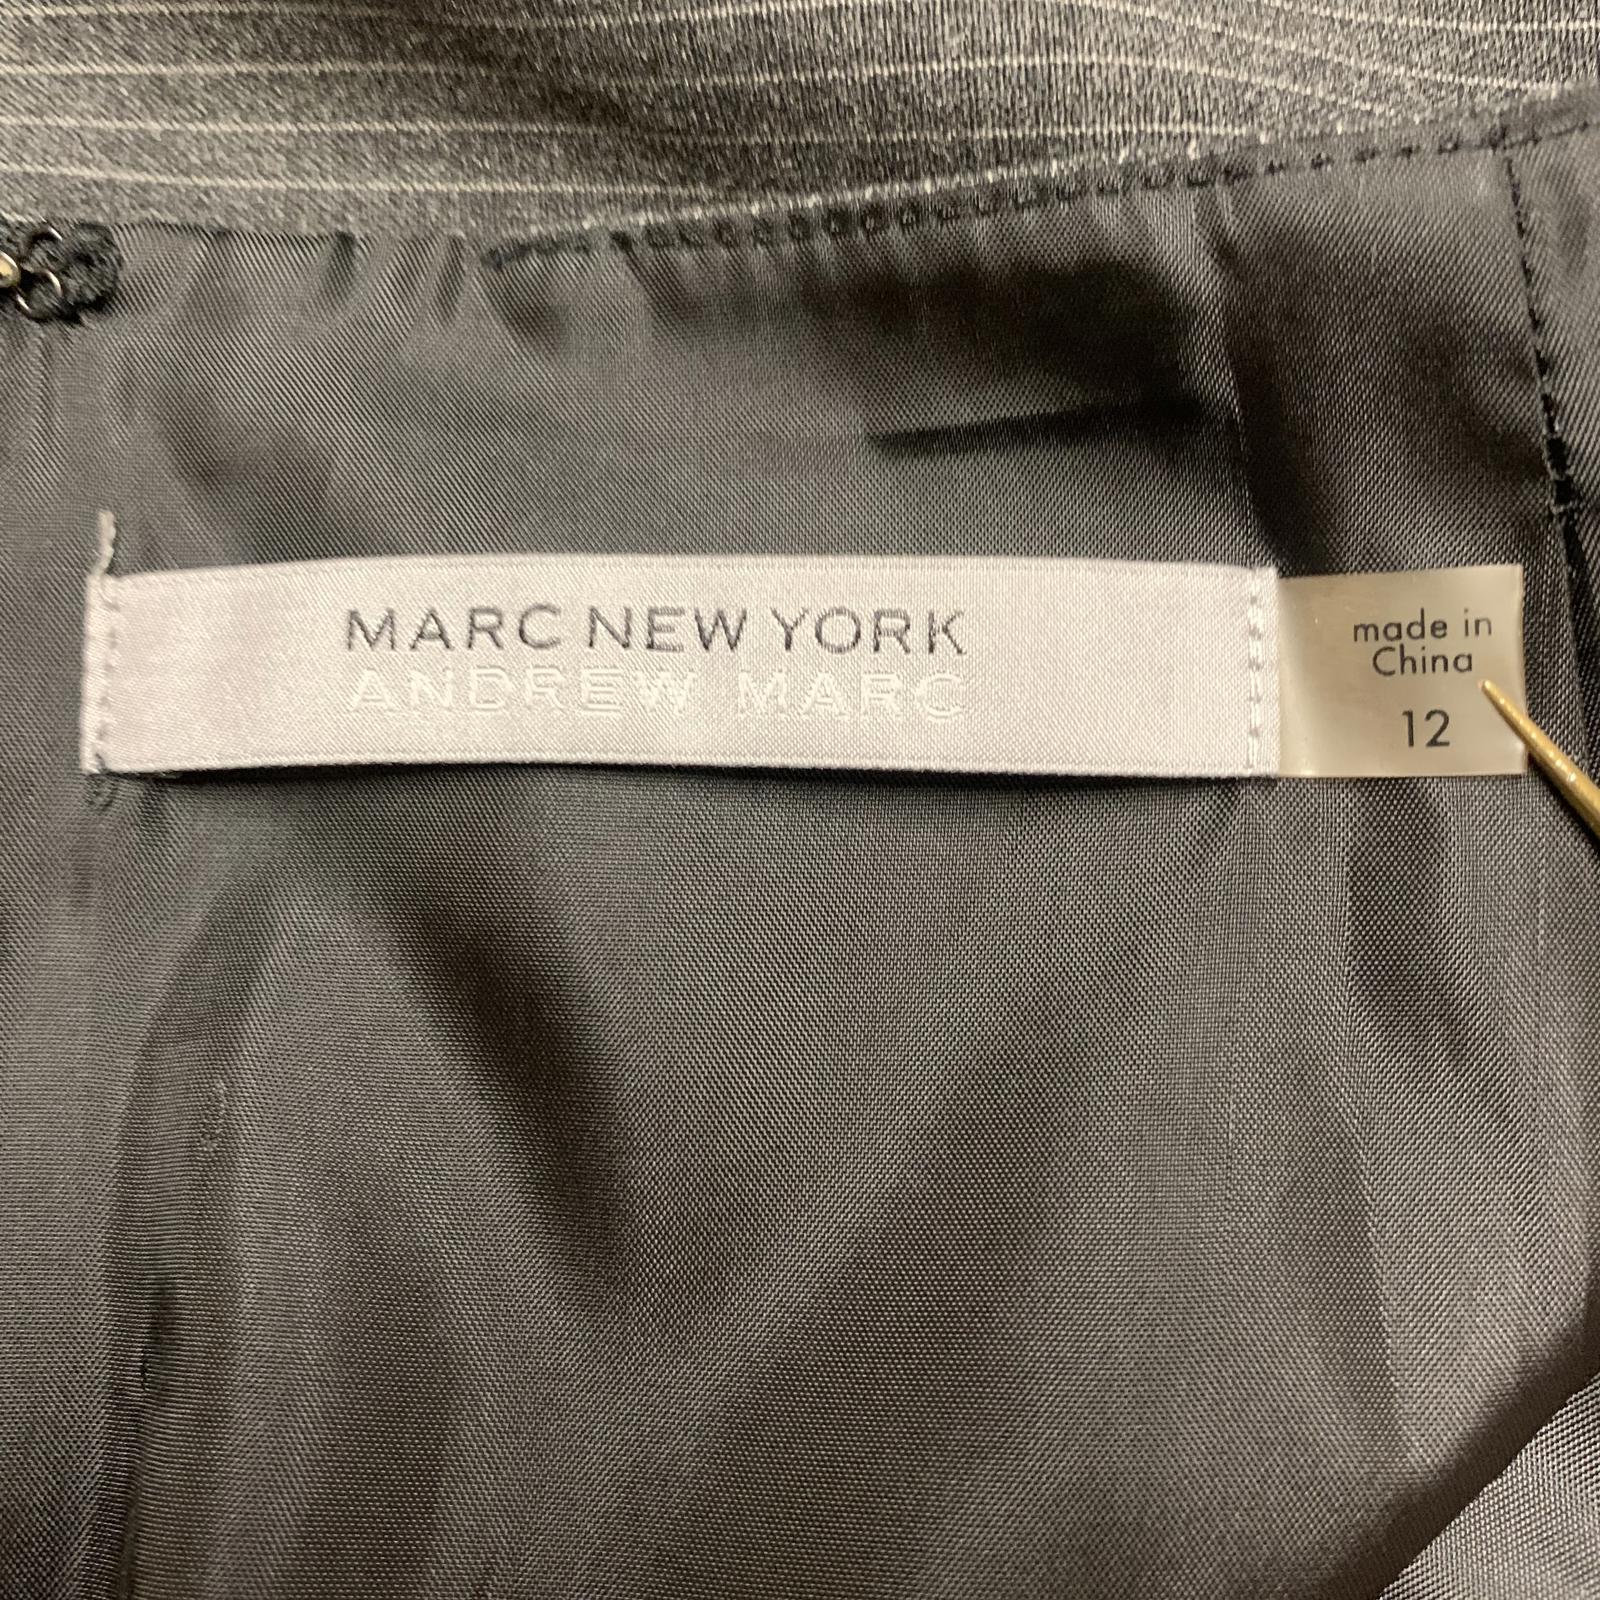 MARC NEW YORK
ANDREW MARC
made in
China
12